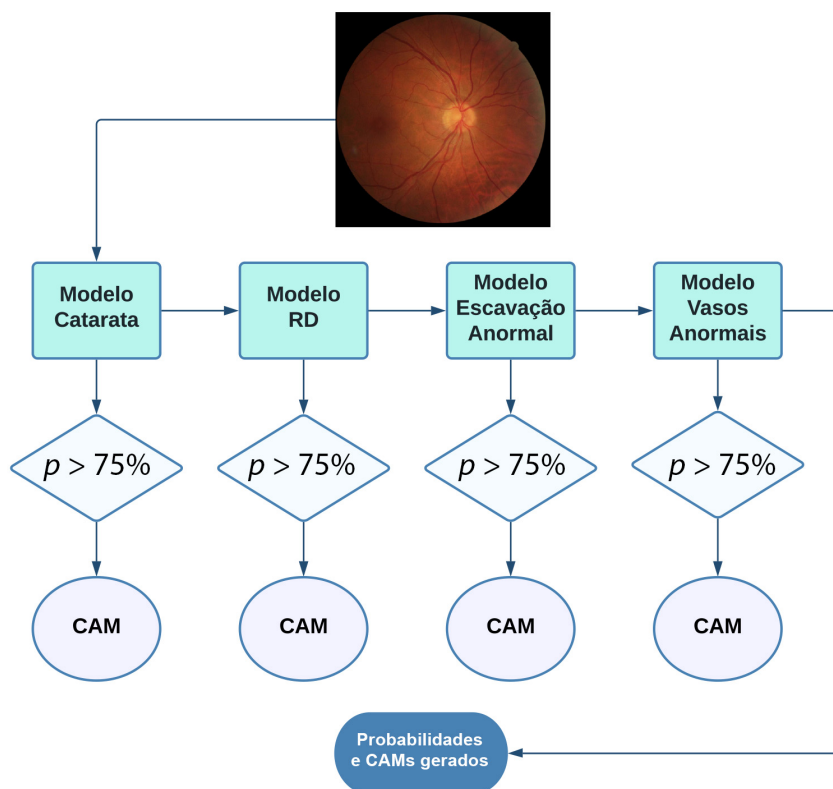 Modelo
Catarata
Modelo
RD
Modelo
Escavação
Anormal
Modelo
Vasos
Anormais
p > 75%
p > 75%
p > 75%
p > 75%
CAM
CAM
CAM
CAM
Probabilidades
e CAMs gerados